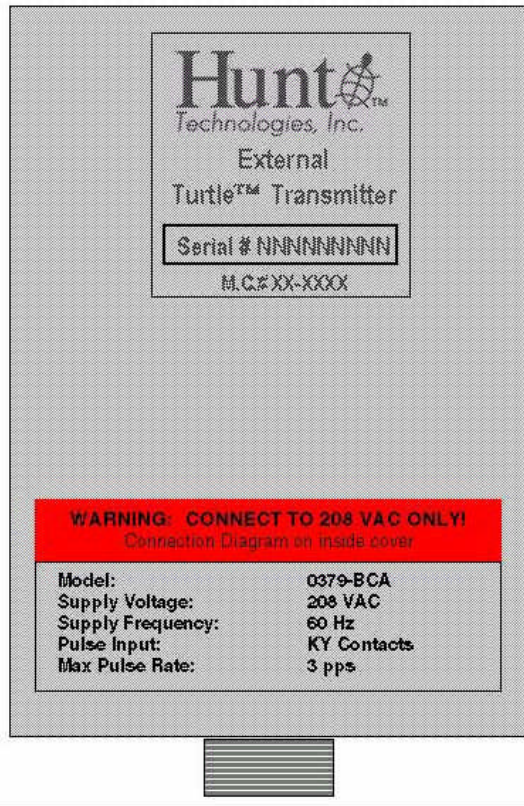 Hunt™
Technologies, Inc.
External
Turtle™ Transmitter
Serial # NNNNNNNNN
M.C.# XX-XXXX
WARNING: CONNECT TO 208 VAC ONLY!
Connection Diagram on inside cover
Model: 0379-BCA
Supply Voltage: 208 VAC
Supply Frequency: 60 Hz
Pulse Input: KY Contacts
Max Pulse Rate: 3 pps